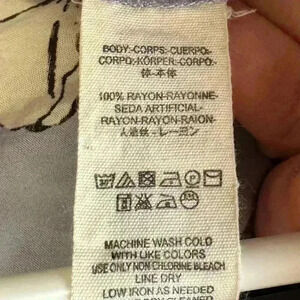 BODY-CORPS-CUERPO-
CORPO-KÖRPER-CORPO-
体-本体
100% RAYON-RAYONNE-
SEDA ARTIFICIAL-
RAYON-RAYON-RAION-
人造丝-レーヨン
MACHINE WASH COLD
WITH LIKE COLORS
USE ONLY NON CHLORINE BLEACH
LINE DRY
LOW IRON AS NEEDED